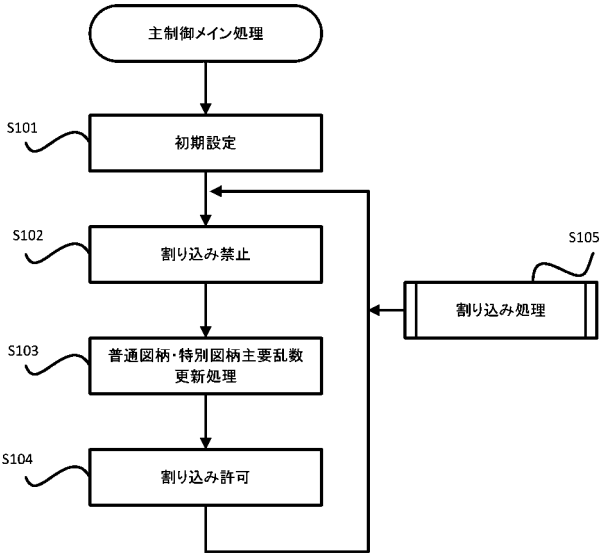 主制御メイン処理
S101
初期設定
S102
割り込み禁止
S105
割り込み処理
S103
普通図柄・特別図柄主要乱数
更新処理
S104
割り込み許可